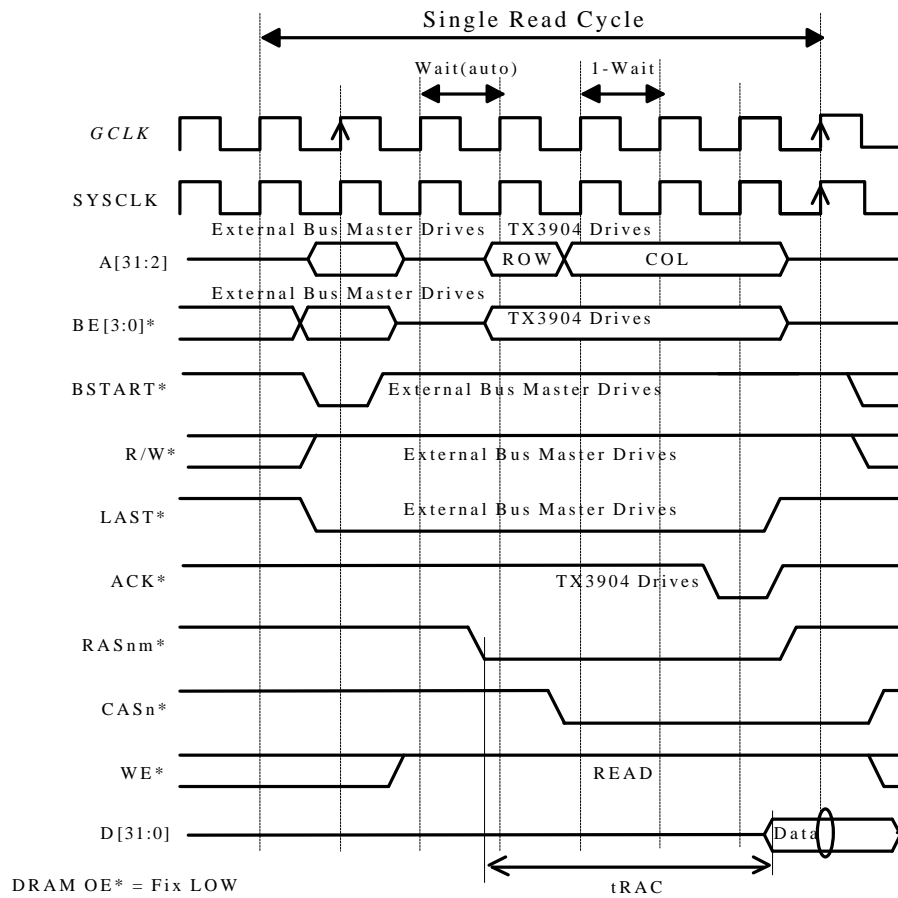 Single Read Cycle
Wait(auto)
1-Wait
GCLK
SYSCLK
External Bus Master Drives
TX3904 Drives
A[31:2]
ROW
COL
External Bus Master Drives
BE[3:0]*
TX3904 Drives
BSTART*
External Bus Master Drives
R/W*
External Bus Master Drives
LAST*
External Bus Master Drives
ACK*
TX3904 Drives
RASnm*
CASn*
WE*
READ
D[31:0]
Data
DRAM OE* = Fix LOW
tRAC